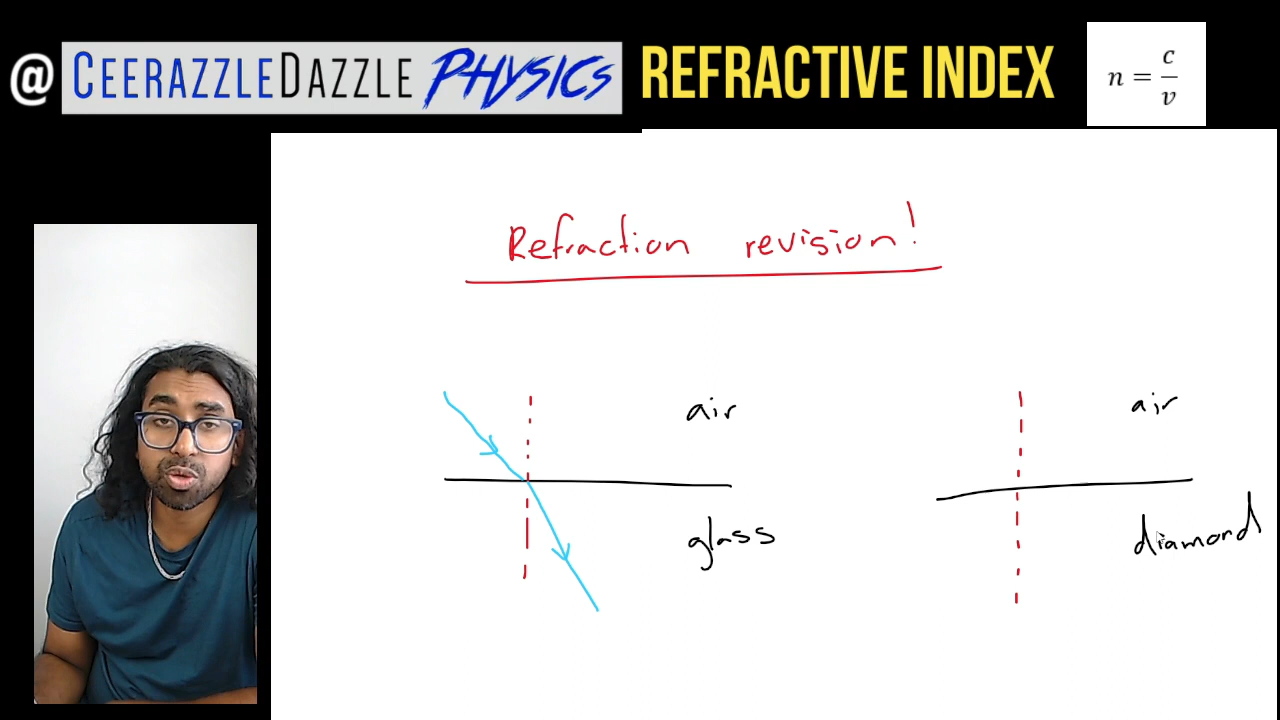 @ CEERAZZLEDAZZLE PHYSICS REFRACTIVE INDEX n = c/v
Refraction revision!
air air
glass diamond